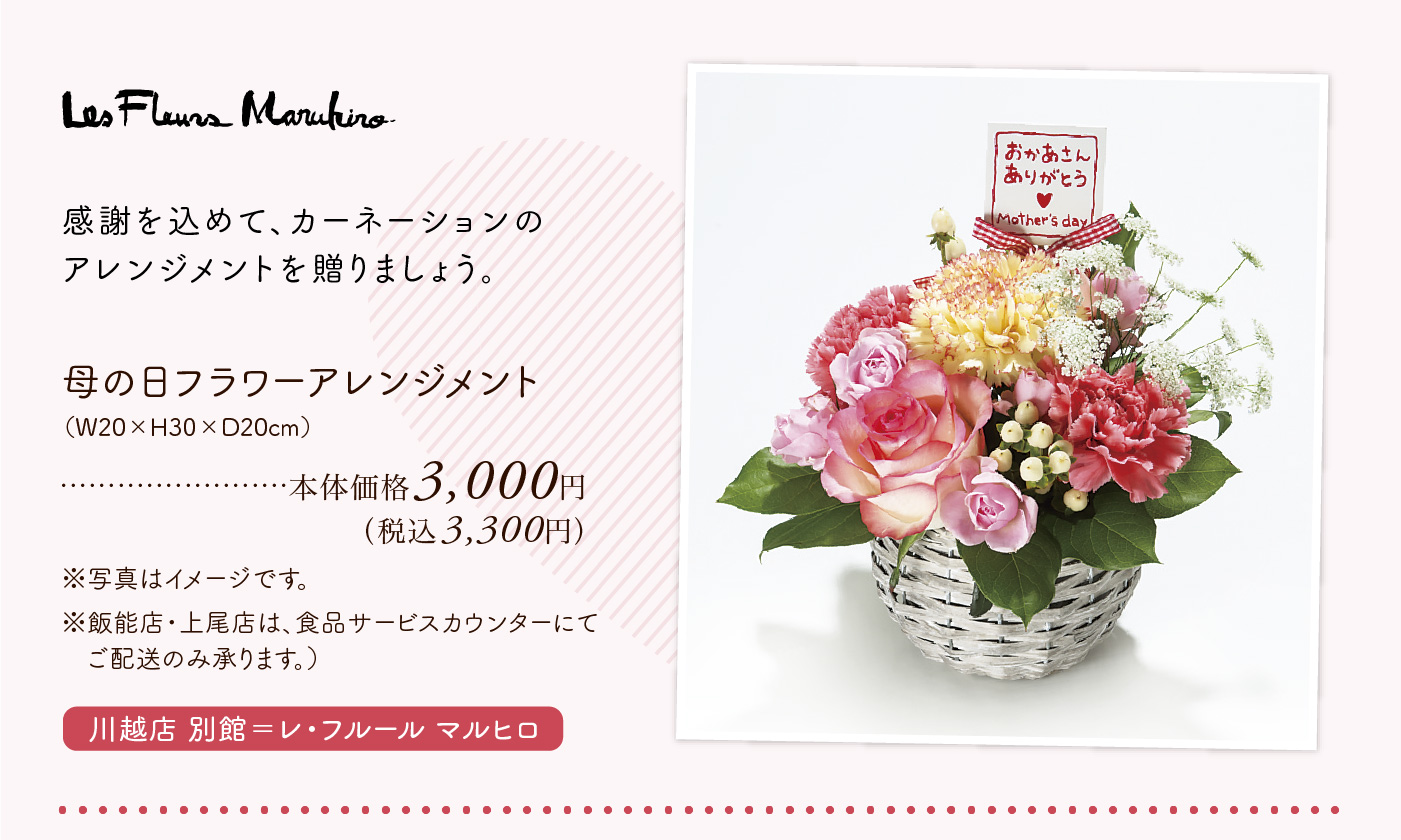 Les Fleurs Maruhiro
感謝を込めて、カーネーションの
アレンジメントを贈りましょう。
母の日フラワーアレンジメント
（W20×H30×D20cm）
……………………本体価格3,000円
（税込3,300円）
※写真はイメージです。
※飯能店・上尾店は、食品サービスカウンターにて
ご配送のみ承ります。）
川越店 別館＝レ・フルール マルヒロ
おかあさん
ありがとう
Mother's day